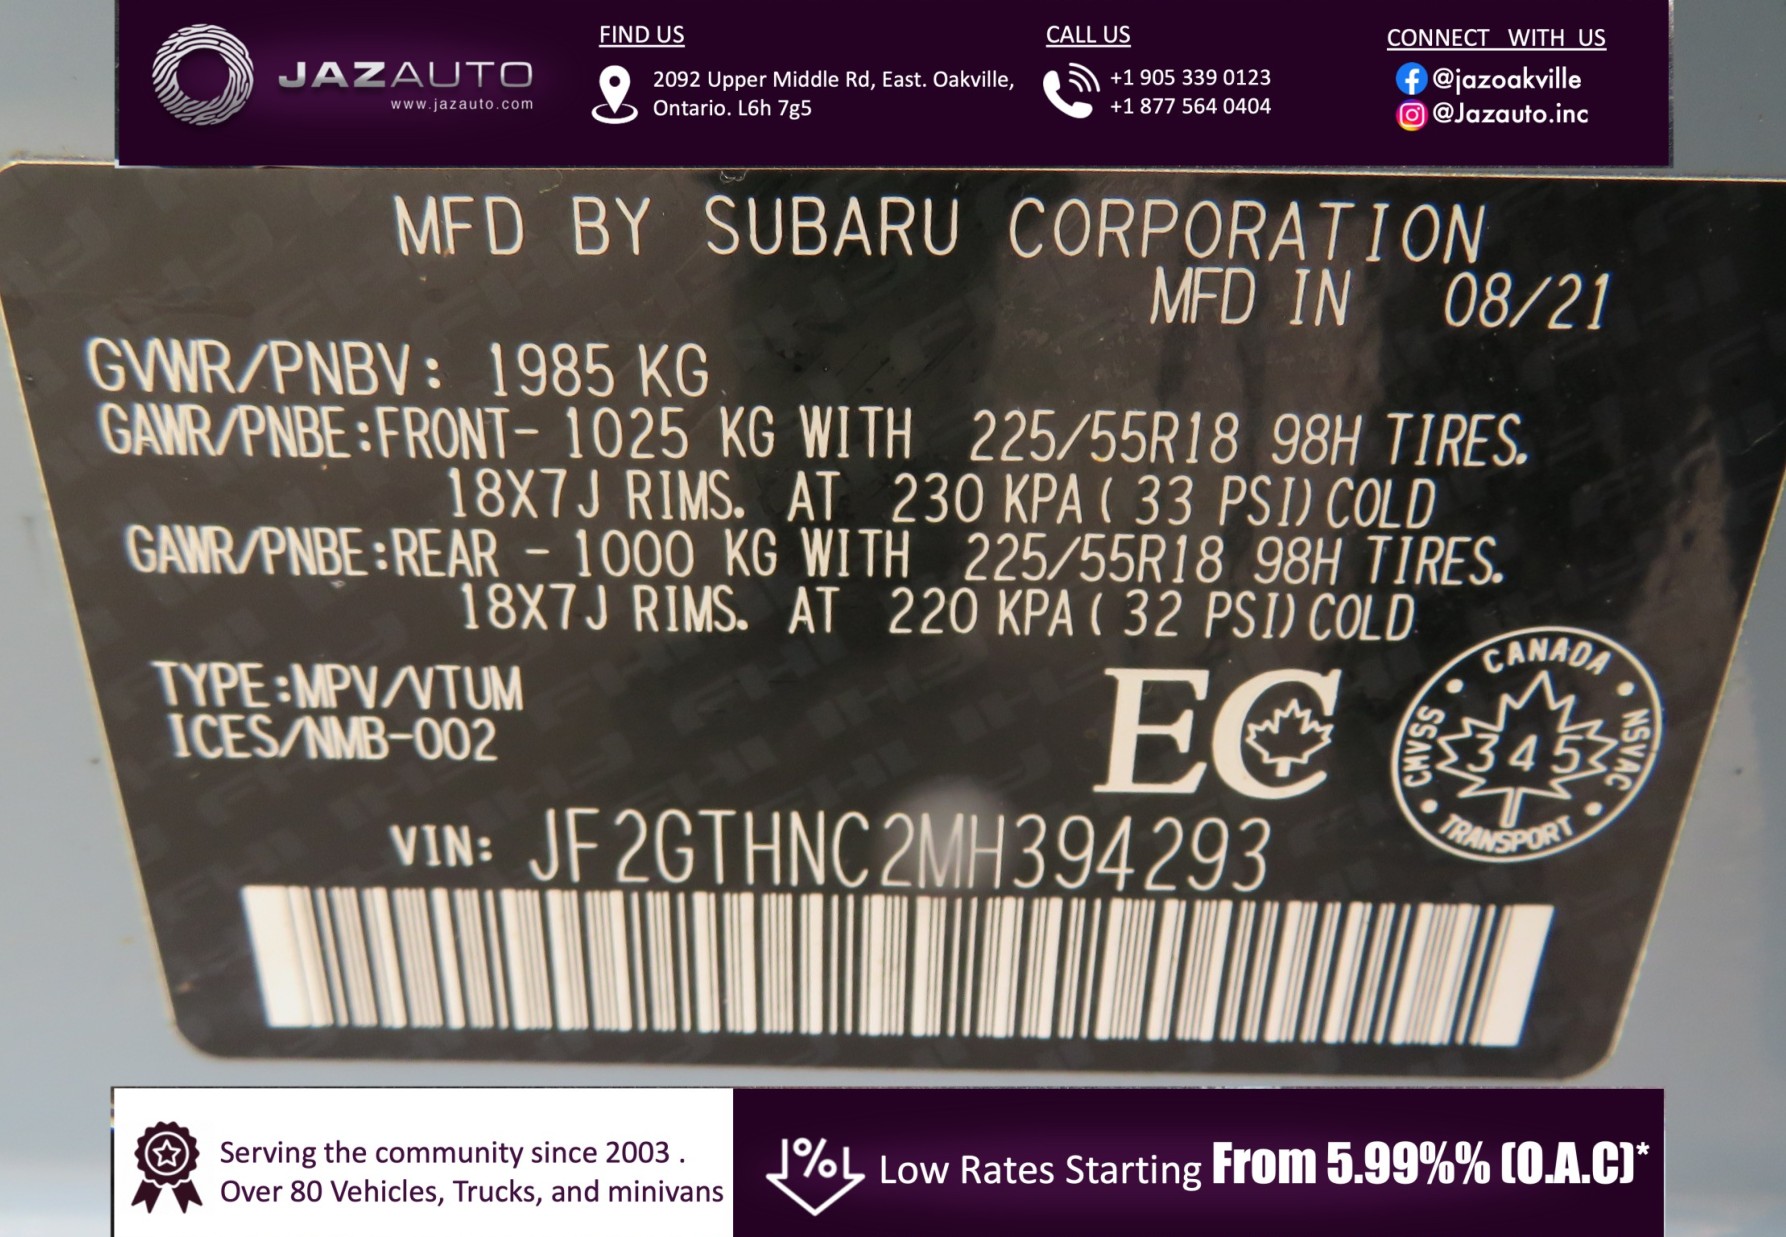 JAZAUTO
www.jazauto.com
FIND US
2092 Upper Middle Rd, East. Oakville,
Ontario. L6h 7g5
CALL US
+1 905 339 0123
+1 877 564 0404
CONNECT WITH US
@jazoakville
@Jazauto.inc
MFD BY SUBARU CORPORATION
MFD IN 08/21
GVWR/PNBV: 1985 KG
GAWR/PNBE:FRONT- 1025 KG WITH 225/55R18 98H TIRES.
18X7J RIMS. AT 230 KPA ( 33 PSI) COLD
GAWR/PNBE:REAR - 1000 KG WITH 225/55R18 98H TIRES.
18X7J RIMS. AT 220 KPA ( 32 PSI) COLD
TYPE:MPV/VTUM
ICES/NMB-002
EC
CANADA
CMVSS
345
NSVAC
TRANSPORT
VIN: JF2GTHNC2MH394293
Serving the community since 2003 .
Over 80 Vehicles, Trucks, and minivans
% Low Rates Starting From 5.99%% (O.A.C)*